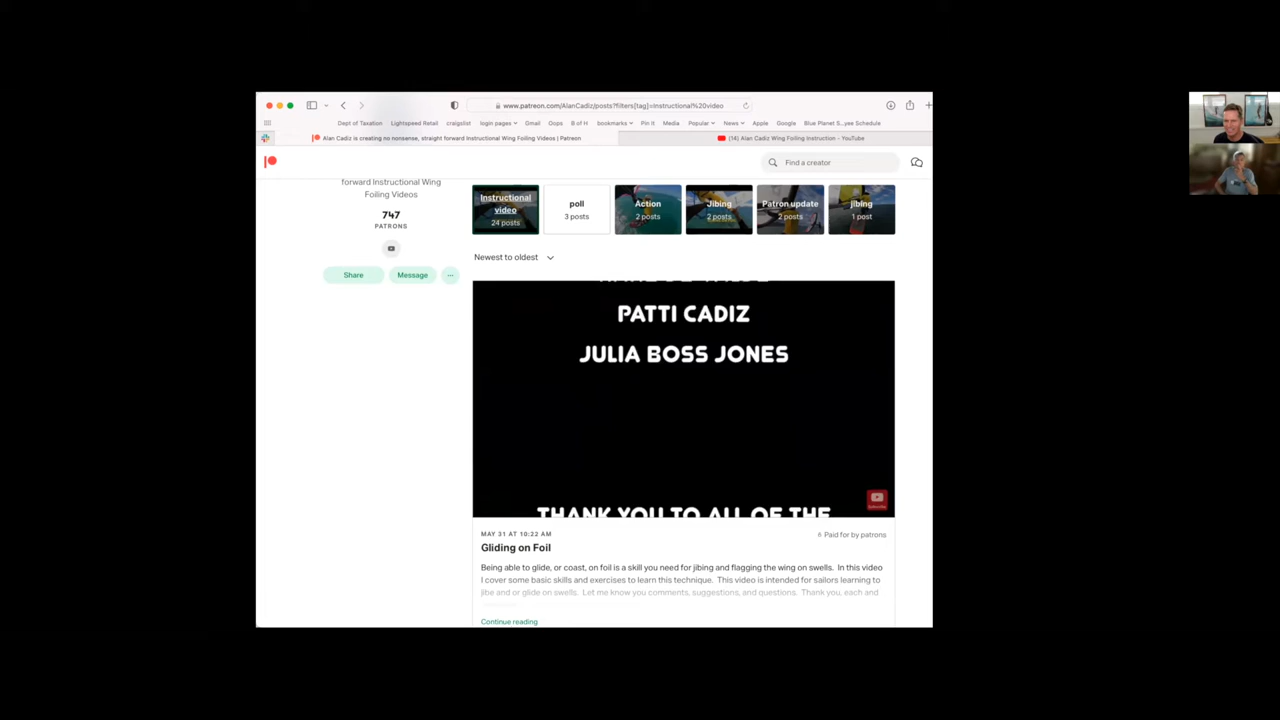 www.patreon.com/AlanCadiz/posts?filters[tag]=instructional%20video
Dept of Taxation Lightspeed Retail craigslist login pages Gmail Oops B of H bookmarks Pin It Media Popular News Apple Google Blue Planet S...yee Schedule
Alan Cadiz is creating no nonsense, straight forward Instructional Wing Foiling Videos | Patreon
(14) Alan Cadiz Wing Foiling Instruction - YouTube
Find a creator
forward Instructional Wing
Foiling Videos
747
PATRONS
Share Message ...
Instructional
video
24 posts
poll
3 posts
Action
2 posts
Jibing
2 posts
Patron update
2 posts
jibing
1 post
Newest to oldest
PATTI CADIZ
JULIA BOSS JONES
THANK YOU TO ALL OF THE
MAY 31 AT 10:22 AM
Paid for by patrons
Gliding on Foil
Being able to glide, or coast, on foil is a skill you need for jibing and flagging the wing on swells. In this video
I cover some basic skills and exercises to learn this technique. This video is intended for sailors learning to
jibe and or glide on swells. Let me know you comments, suggestions, and questions. Thank you, each and
Continue reading